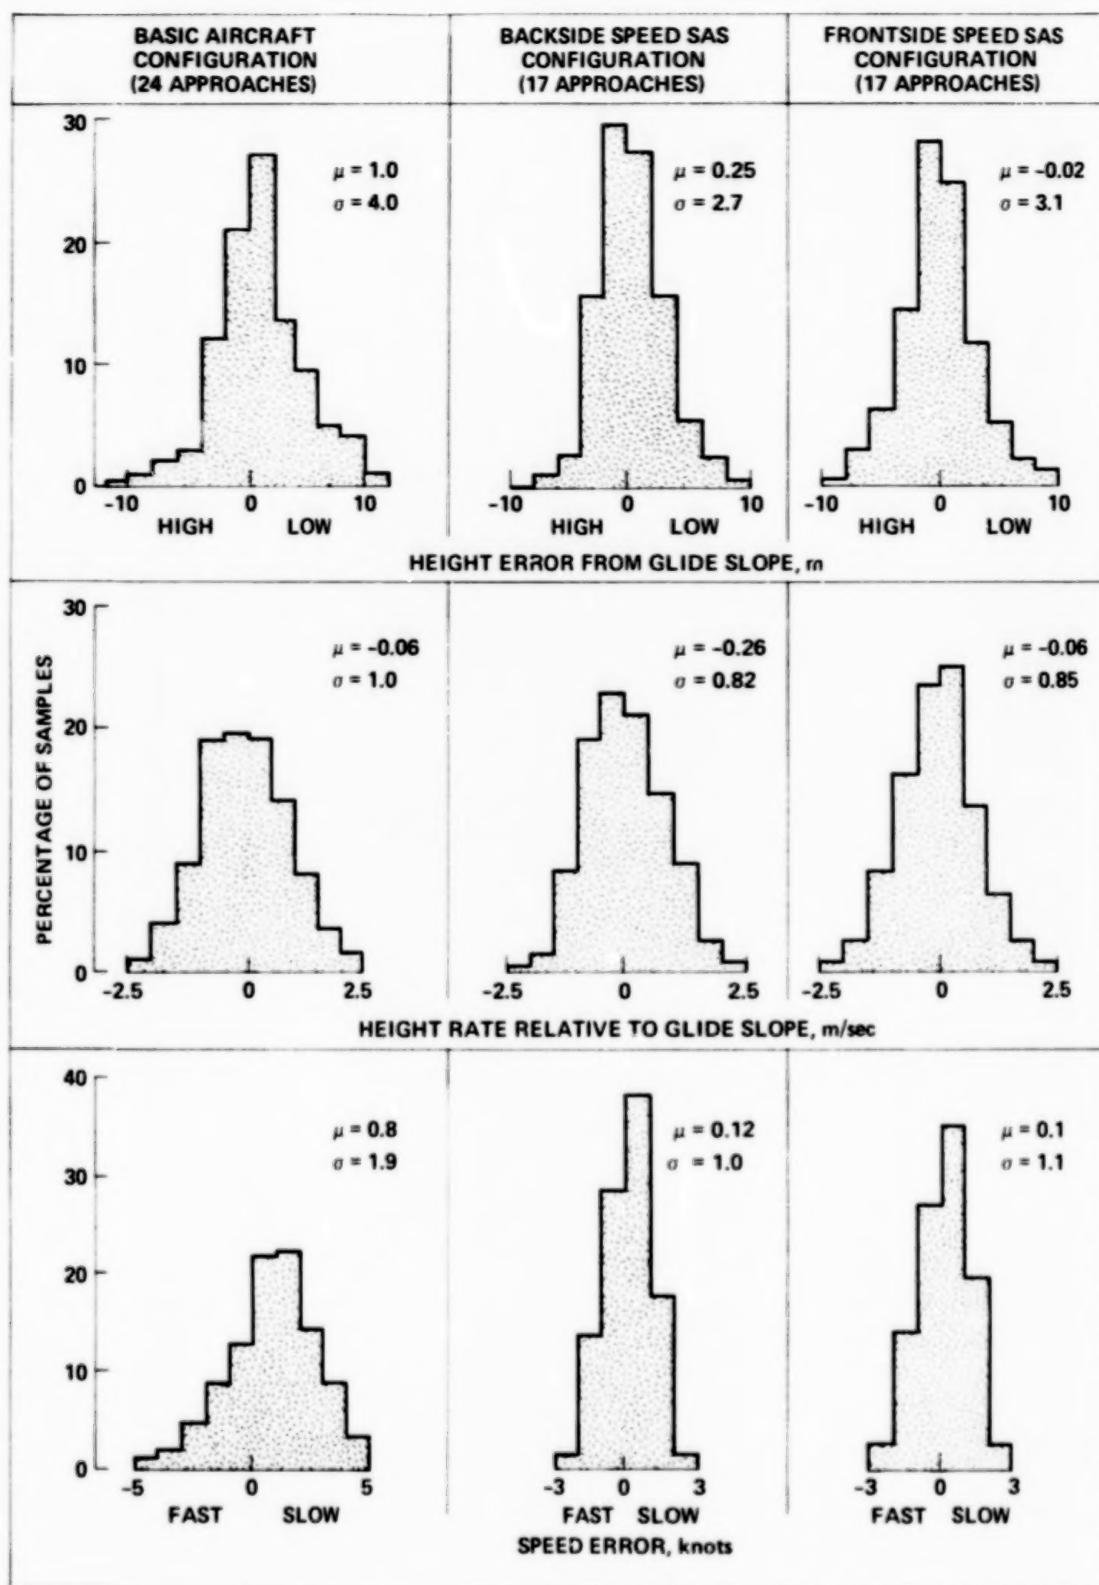 BASIC AIRCRAFT
CONFIGURATION
(24 APPROACHES)
BACKSIDE SPEED SAS
CONFIGURATION
(17 APPROACHES)
FRONTSIDE SPEED SAS
CONFIGURATION
(17 APPROACHES)
30
20
10
0
μ = 1.0
σ = 4.0
μ = 0.25
σ = 2.7
μ = -0.02
σ = 3.1
-10 0 10
HIGH LOW
-10 0 10
HIGH LOW
-10 0 10
HIGH LOW
HEIGHT ERROR FROM GLIDE SLOPE, m
PERCENTAGE OF SAMPLES
30
20
10
0
μ = -0.06
σ = 1.0
μ = -0.26
σ = 0.82
μ = -0.06
σ = 0.85
-2.5 0 2.5
-2.5 0 2.5
-2.5 0 2.5
HEIGHT RATE RELATIVE TO GLIDE SLOPE, m/sec
40
30
20
10
0
μ = 0.8
σ = 1.9
μ = 0.12
σ = 1.0
μ = 0.1
σ = 1.1
-5 0 5
FAST SLOW
-3 0 3
FAST SLOW
-3 0 3
FAST SLOW
SPEED ERROR, knots